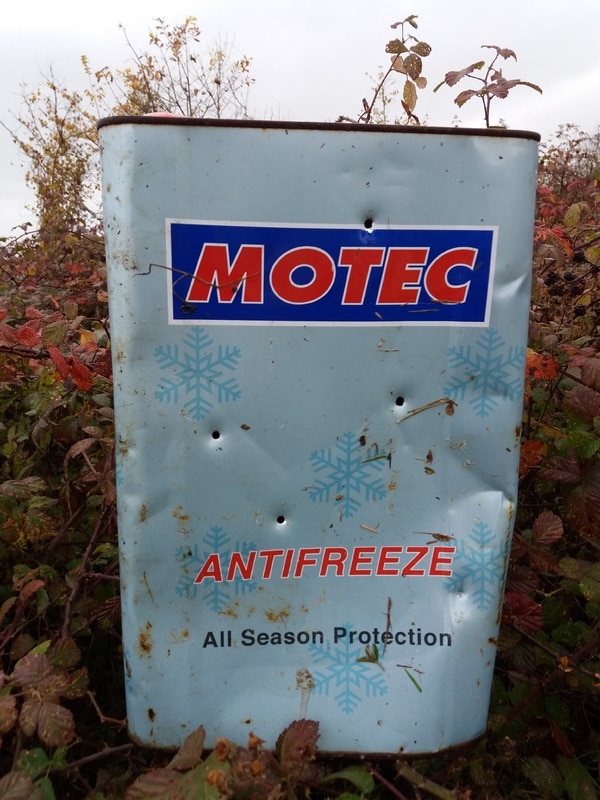 MOTEC
ANTIFREEZE
All Season Protection